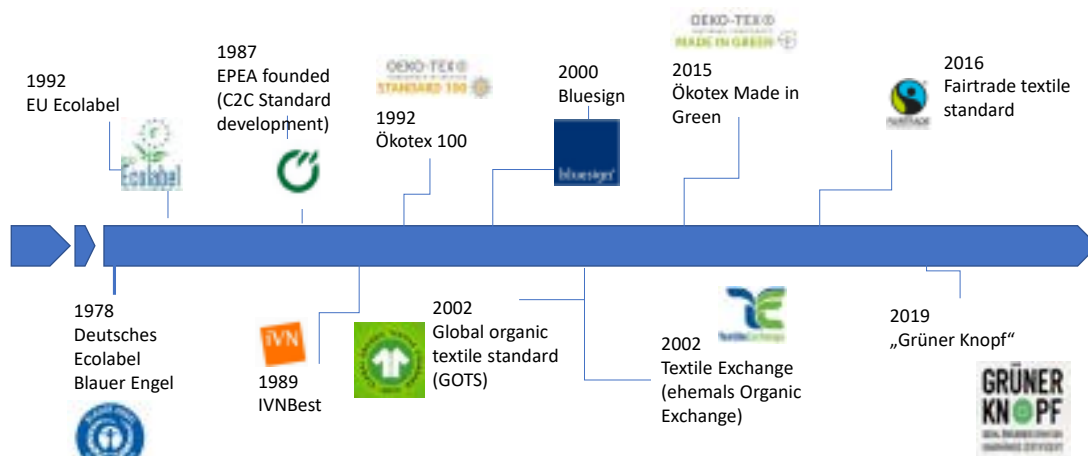 1992
EU Ecolabel
Ecolabel
1987
EPEA founded
(C2C Standard
development)
OEKO-TEX®
STANDARD 100
1992
Ökotex 100
2000
Bluesign
bluesign®
OEKO-TEX®
MADE IN GREEN
2015
Ökotex Made in
Green
FAIRTRADE
2016
Fairtrade textile
standard
1978
Deutsches
Ecolabel
Blauer Engel
iVN
1989
IVNBest
2002
Global organic
textile standard
(GOTS)
TextileExchange
2002
Textile Exchange
(ehemals Organic
Exchange)
2019
„Grüner Knopf“
GRÜNER
KNOPF